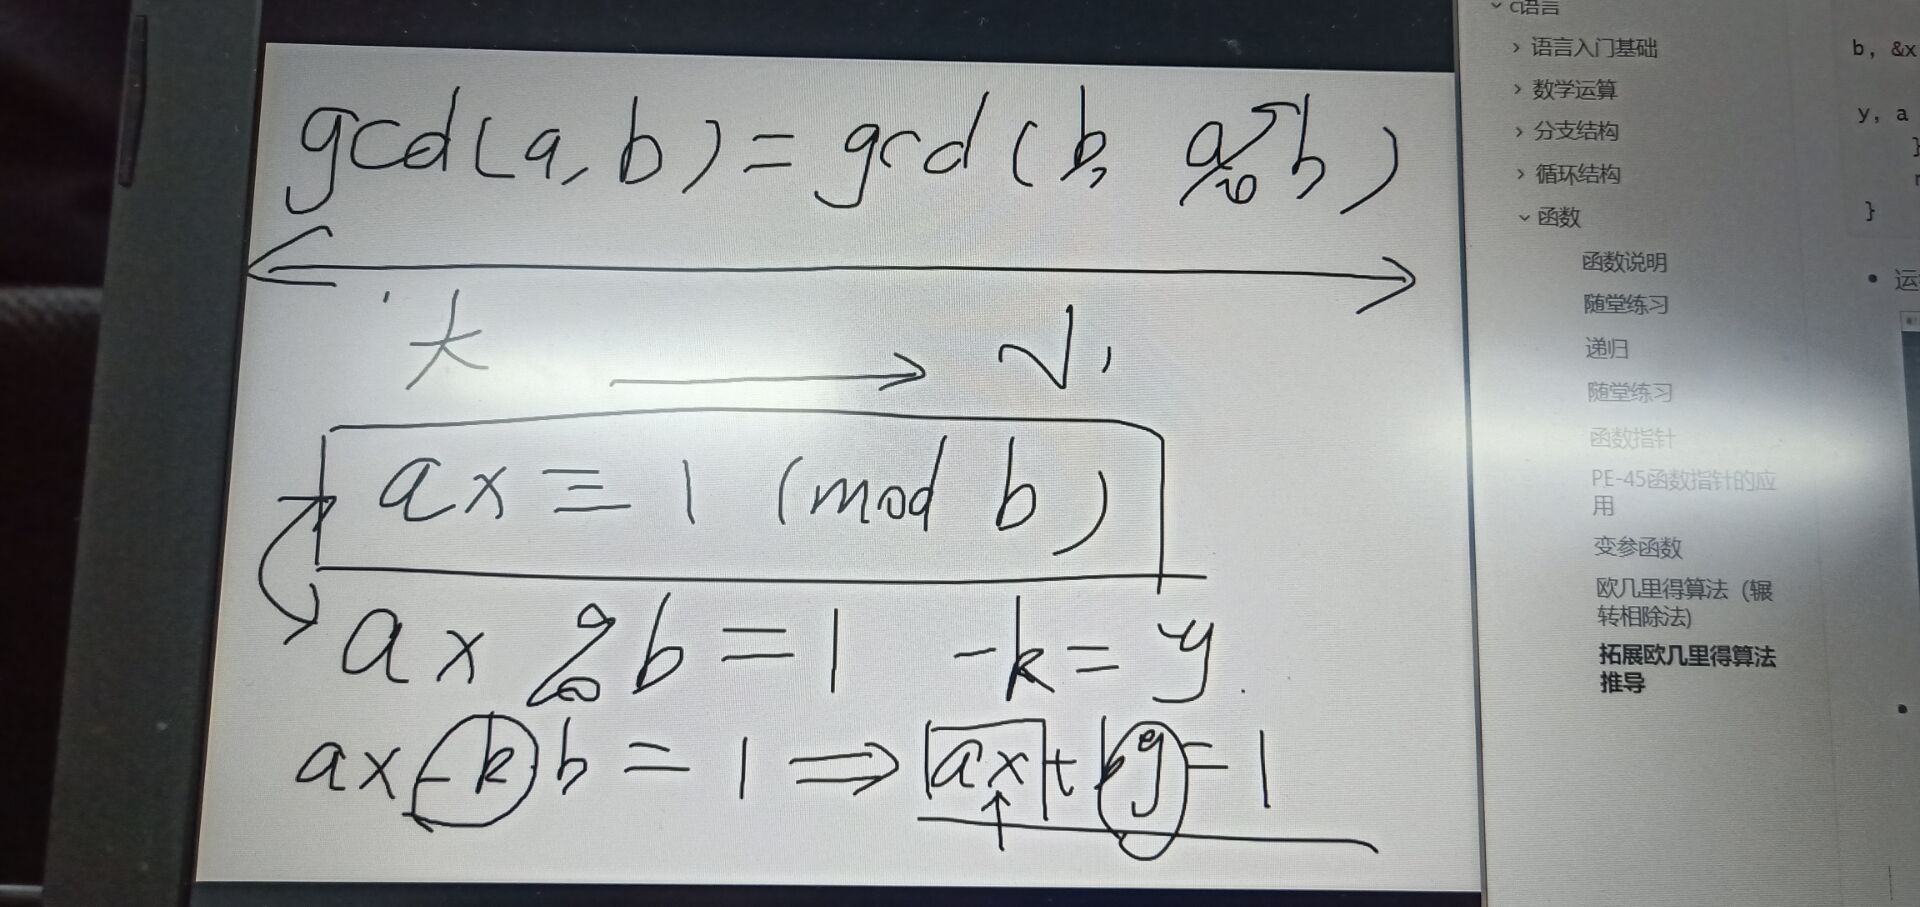 gcd(a,b)=gcd(b,a%b)
大 → 小
ax≡1 (mod b)
ax%b=1 -k=y
ax-kb=1 ⇒ ax+by=1
c语言
语言入门基础
数学运算
分支结构
循环结构
函数
函数说明
随堂练习
递归
随堂练习
函数指针
PE-45函数指针的应
用
变参函数
欧几里得算法（辗
转相除法)
拓展欧几里得算法
推导
b, &x
y, a
}
}
运